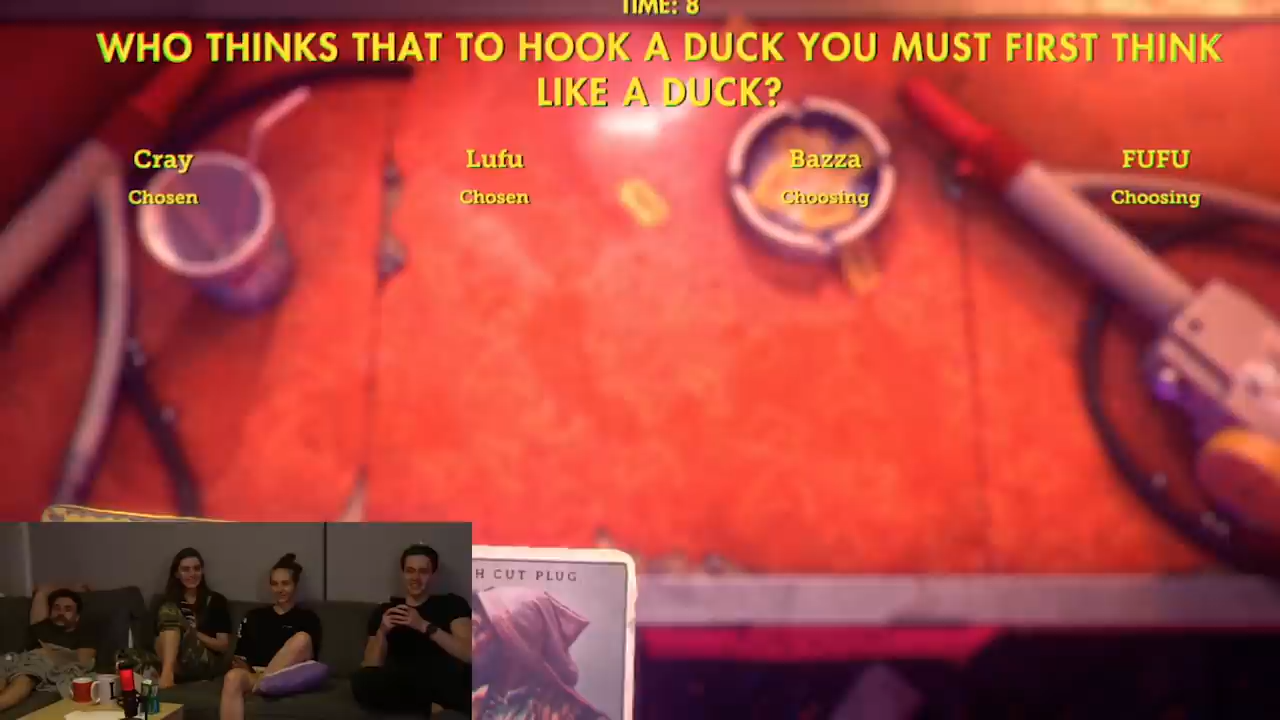 TIME: 8
WHO THINKS THAT TO HOOK A DUCK YOU MUST FIRST THINK
LIKE A DUCK?
Cray Lufu Bazza FUFU
Chosen Chosen Choosing Choosing
H CUT PLUG